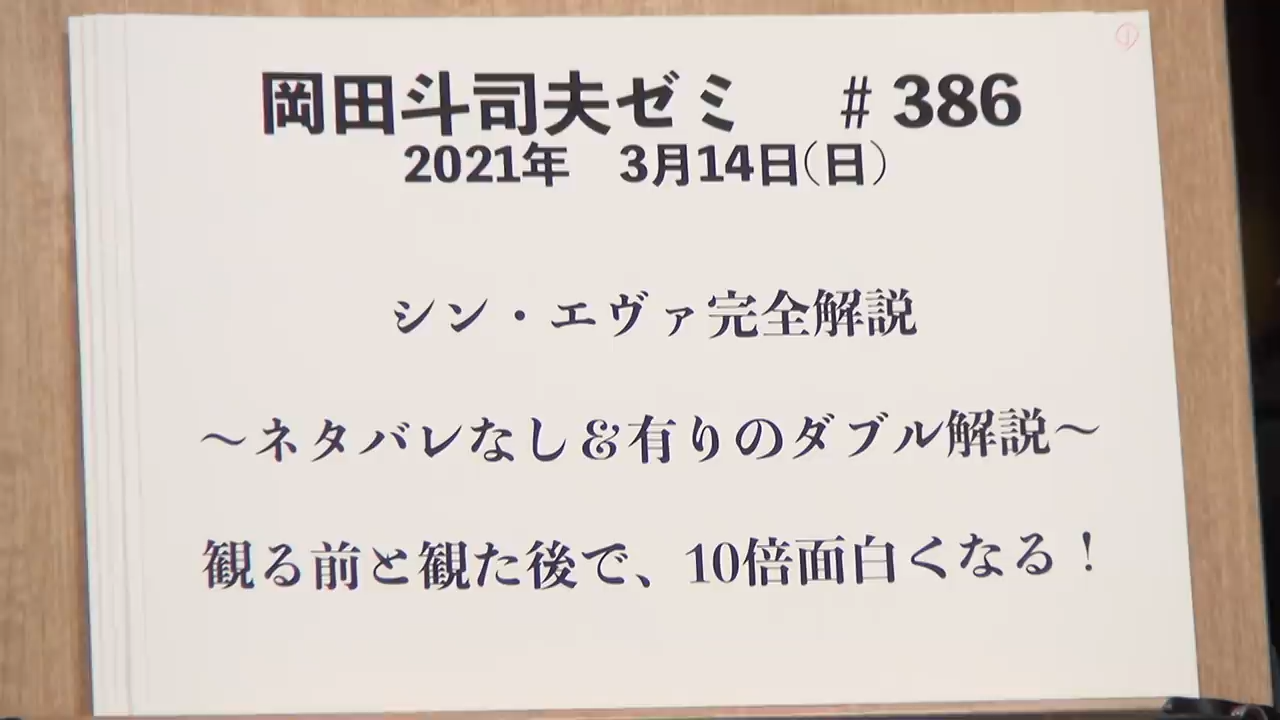 岡田斗司夫ゼミ　＃386
2021年　3月14日（日）
シン・エヴァ完全解説
〜ネタバレなし＆有りのダブル解説〜
観る前と観た後で、10倍面白くなる！
①